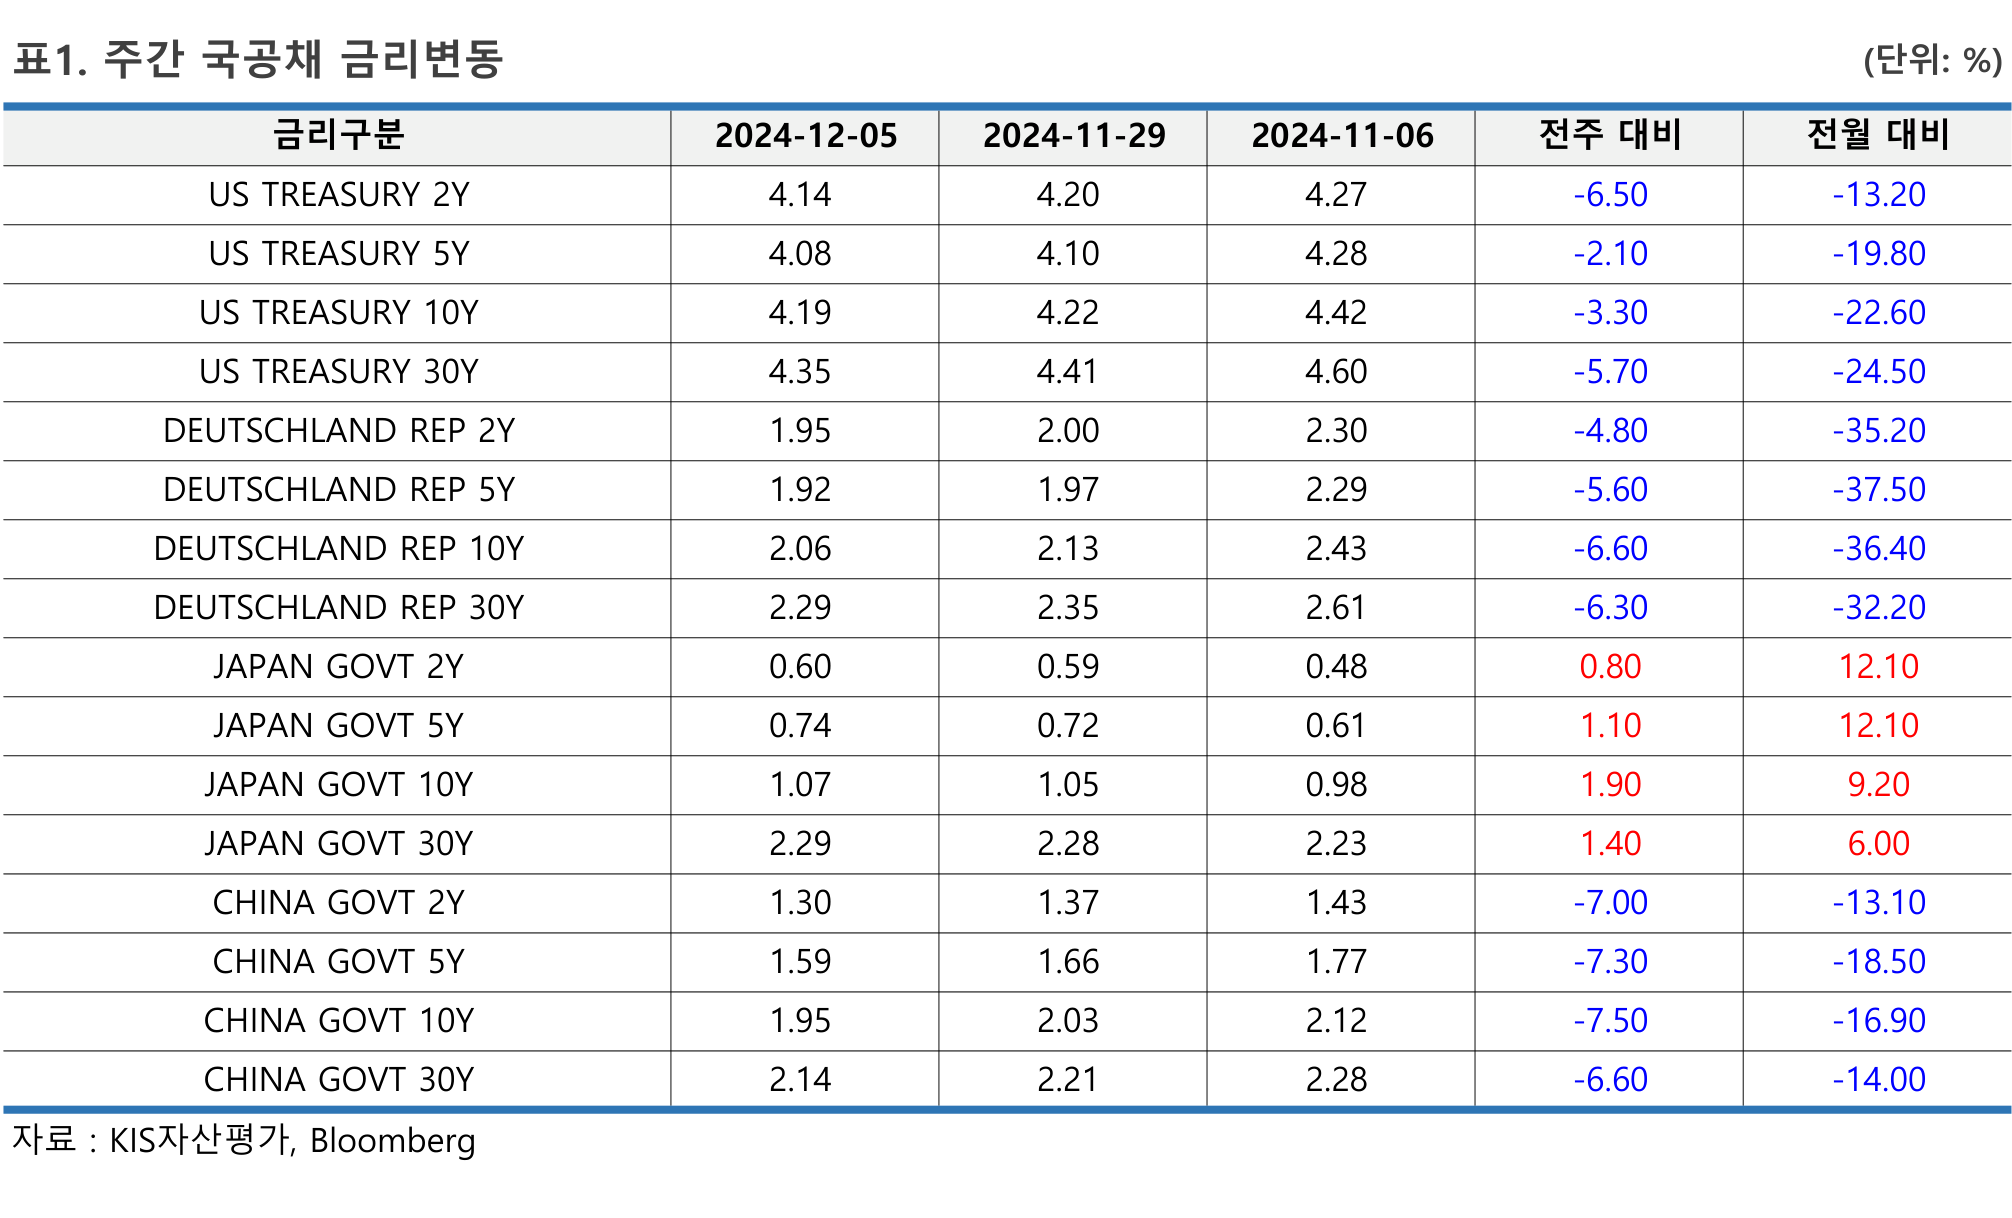 표1. 주간 국공채 금리변동 (단위: %)
금리구분 2024-12-05 2024-11-29 2024-11-06 전주 대비 전월 대비
US TREASURY 2Y 4.14 4.20 4.27 -6.50 -13.20
US TREASURY 5Y 4.08 4.10 4.28 -2.10 -19.80
US TREASURY 10Y 4.19 4.22 4.42 -3.30 -22.60
US TREASURY 30Y 4.35 4.41 4.60 -5.70 -24.50
DEUTSCHLAND REP 2Y 1.95 2.00 2.30 -4.80 -35.20
DEUTSCHLAND REP 5Y 1.92 1.97 2.29 -5.60 -37.50
DEUTSCHLAND REP 10Y 2.06 2.13 2.43 -6.60 -36.40
DEUTSCHLAND REP 30Y 2.29 2.35 2.61 -6.30 -32.20
JAPAN GOVT 2Y 0.60 0.59 0.48 0.80 12.10
JAPAN GOVT 5Y 0.74 0.72 0.61 1.10 12.10
JAPAN GOVT 10Y 1.07 1.05 0.98 1.90 9.20
JAPAN GOVT 30Y 2.29 2.28 2.23 1.40 6.00
CHINA GOVT 2Y 1.30 1.37 1.43 -7.00 -13.10
CHINA GOVT 5Y 1.59 1.66 1.77 -7.30 -18.50
CHINA GOVT 10Y 1.95 2.03 2.12 -7.50 -16.90
CHINA GOVT 30Y 2.14 2.21 2.28 -6.60 -14.00
자료 : KIS자산평가, Bloomberg